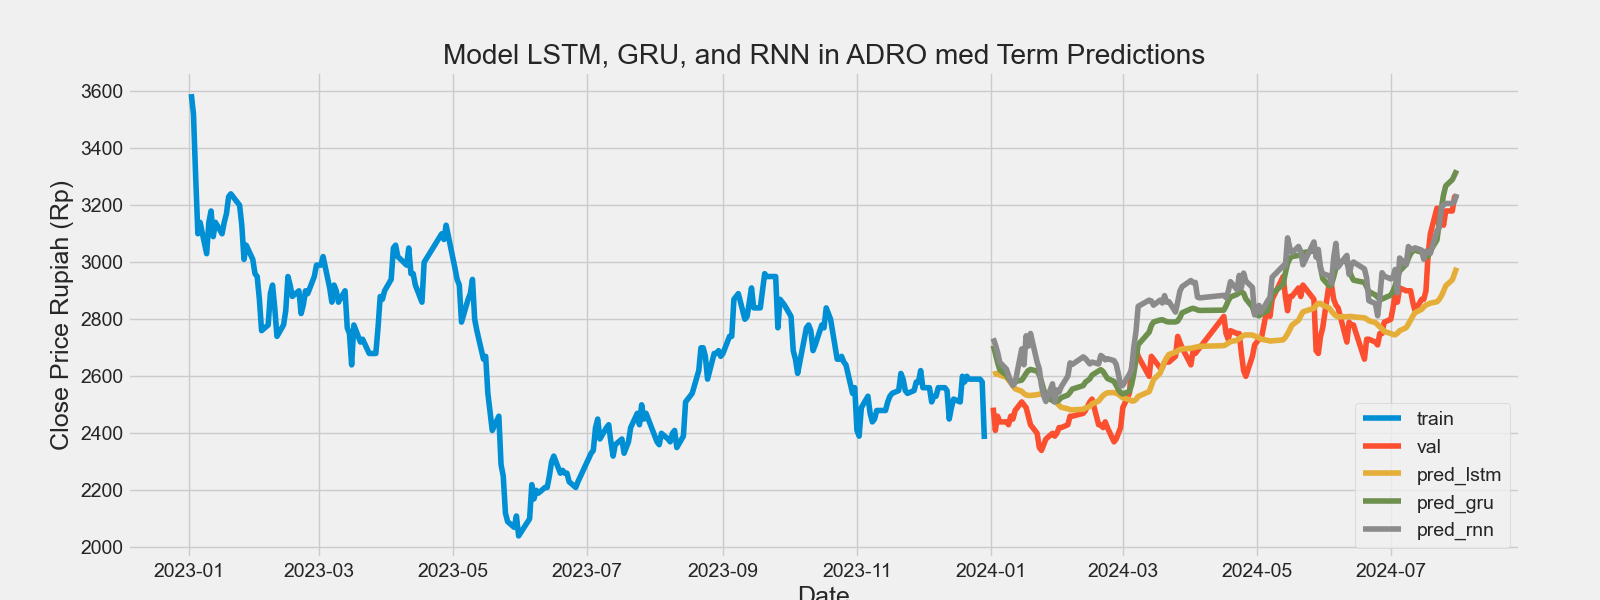 Model LSTM, GRU, and RNN in ADRO med Term Predictions
Close Price Rupiah (Rp)
3600
3400
3200
3000
2800
2600
2400
2200
2000
train
val
pred_lstm
pred_gru
pred_rnn
2023-01 2023-03 2023-05 2023-07 2023-09 2023-11 2024-01 2024-03 2024-05 2024-07
Date